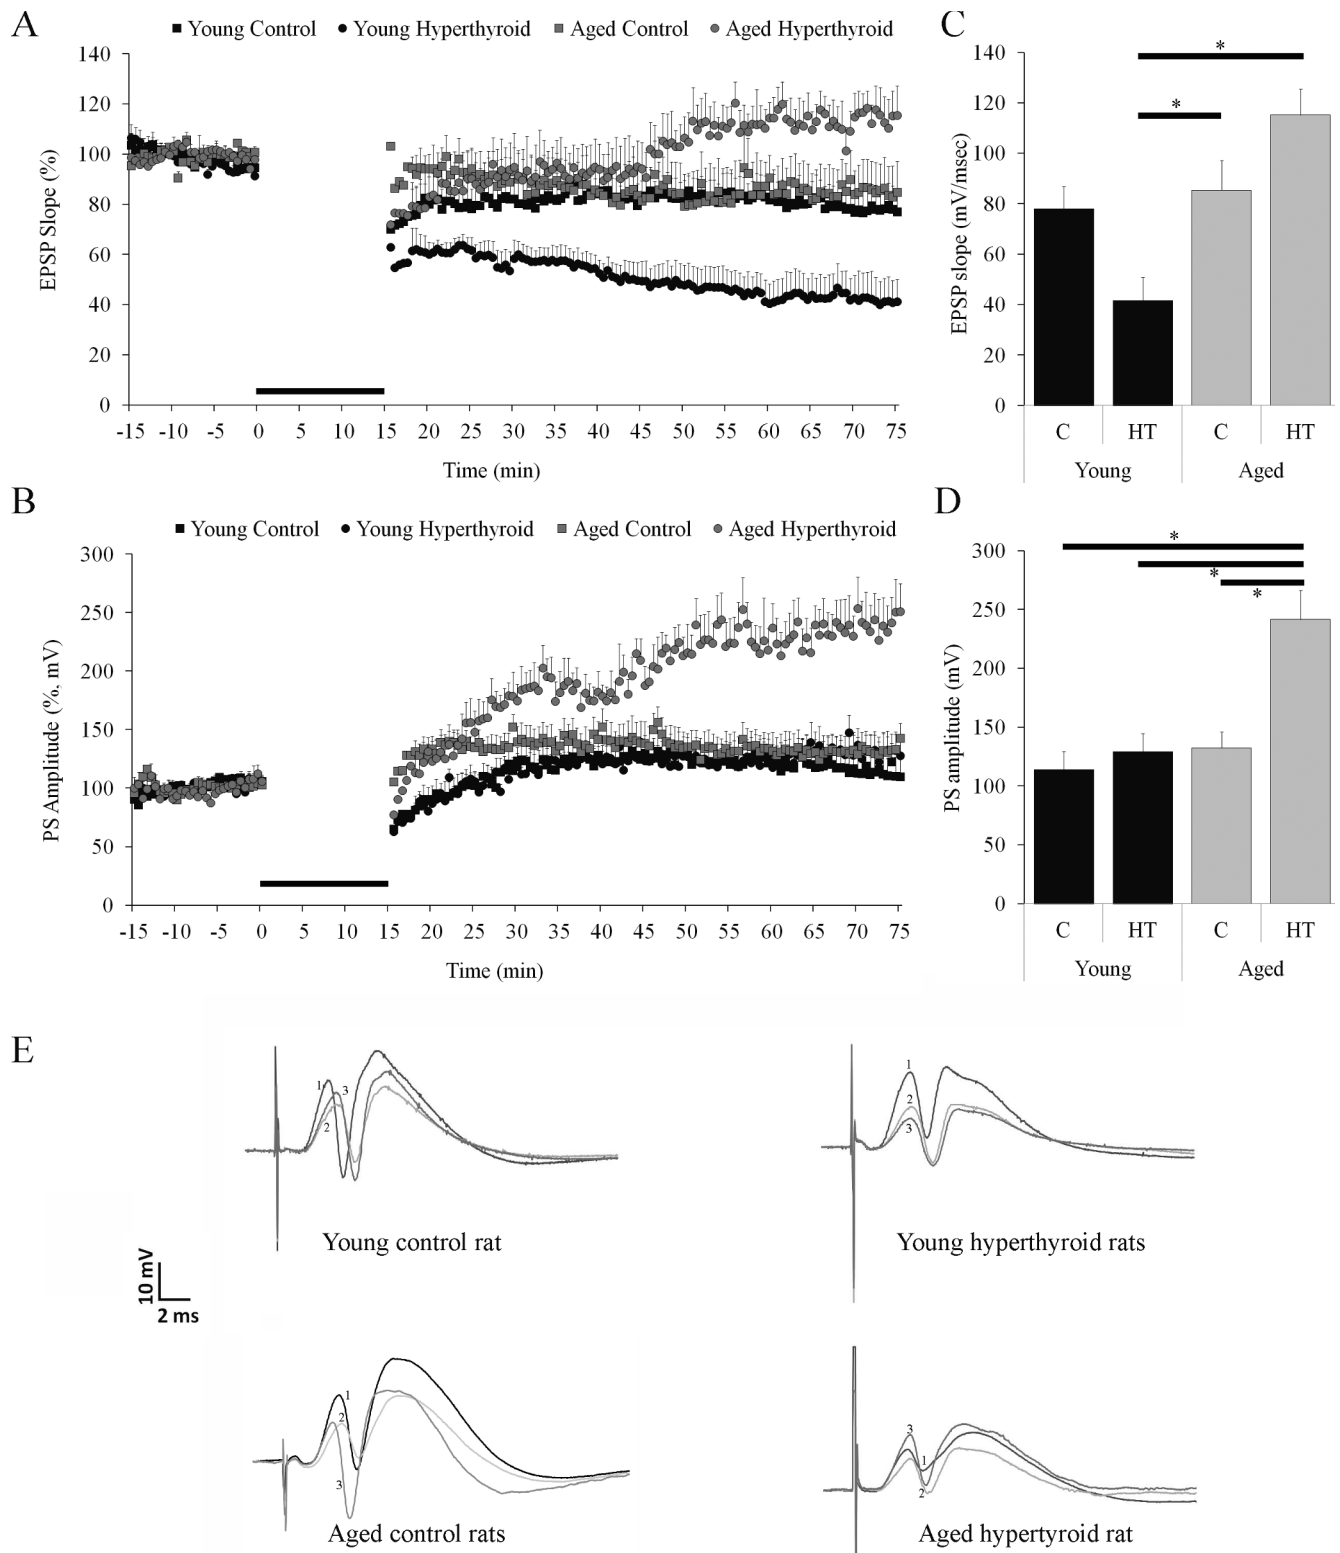 A
Young Control Young Hyperthyroid Aged Control Aged Hyperthyroid
140
120
100
80
60
40
20
0
EPSP Slope (%)
-15 -10 -5 0 5 10 15 20 25 30 35 40 45 50 55 60 65 70 75
Time (min)
C
140
120
100
80
60
40
20
0
EPSP slope (mV/msec)
*
*
C HT C HT
Young Aged
B
Young Control Young Hyperthyroid Aged Control Aged Hyperthyroid
300
250
200
150
100
50
0
PS Amplitude (%, mV)
-15 -10 -5 0 5 10 15 20 25 30 35 40 45 50 55 60 65 70 75
Time (min)
D
300
250
200
150
100
50
0
PS amplitude (mV)
*
*
*
C HT C HT
Young Aged
E
1 3
2
Young control rat
1
2
3
Young hyperthyroid rats
10 mV
2 ms
1
2
3
Aged control rats
3
1
2
Aged hypertyroid rat